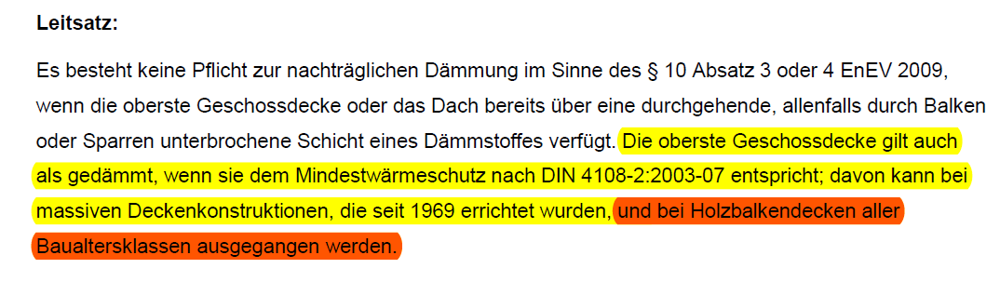 Leitsatz:
Es besteht keine Pflicht zur nachträglichen Dämmung im Sinne des § 10 Absatz 3 oder 4 EnEV 2009,
wenn die oberste Geschossdecke oder das Dach bereits über eine durchgehende, allenfalls durch Balken
oder Sparren unterbrochene Schicht eines Dämmstoffes verfügt. Die oberste Geschossdecke gilt auch
als gedämmt, wenn sie dem Mindestwärmeschutz nach DIN 4108-2:2003-07 entspricht; davon kann bei
massiven Deckenkonstruktionen, die seit 1969 errichtet wurden, und bei Holzbalkendecken aller
Baualtersklassen ausgegangen werden.